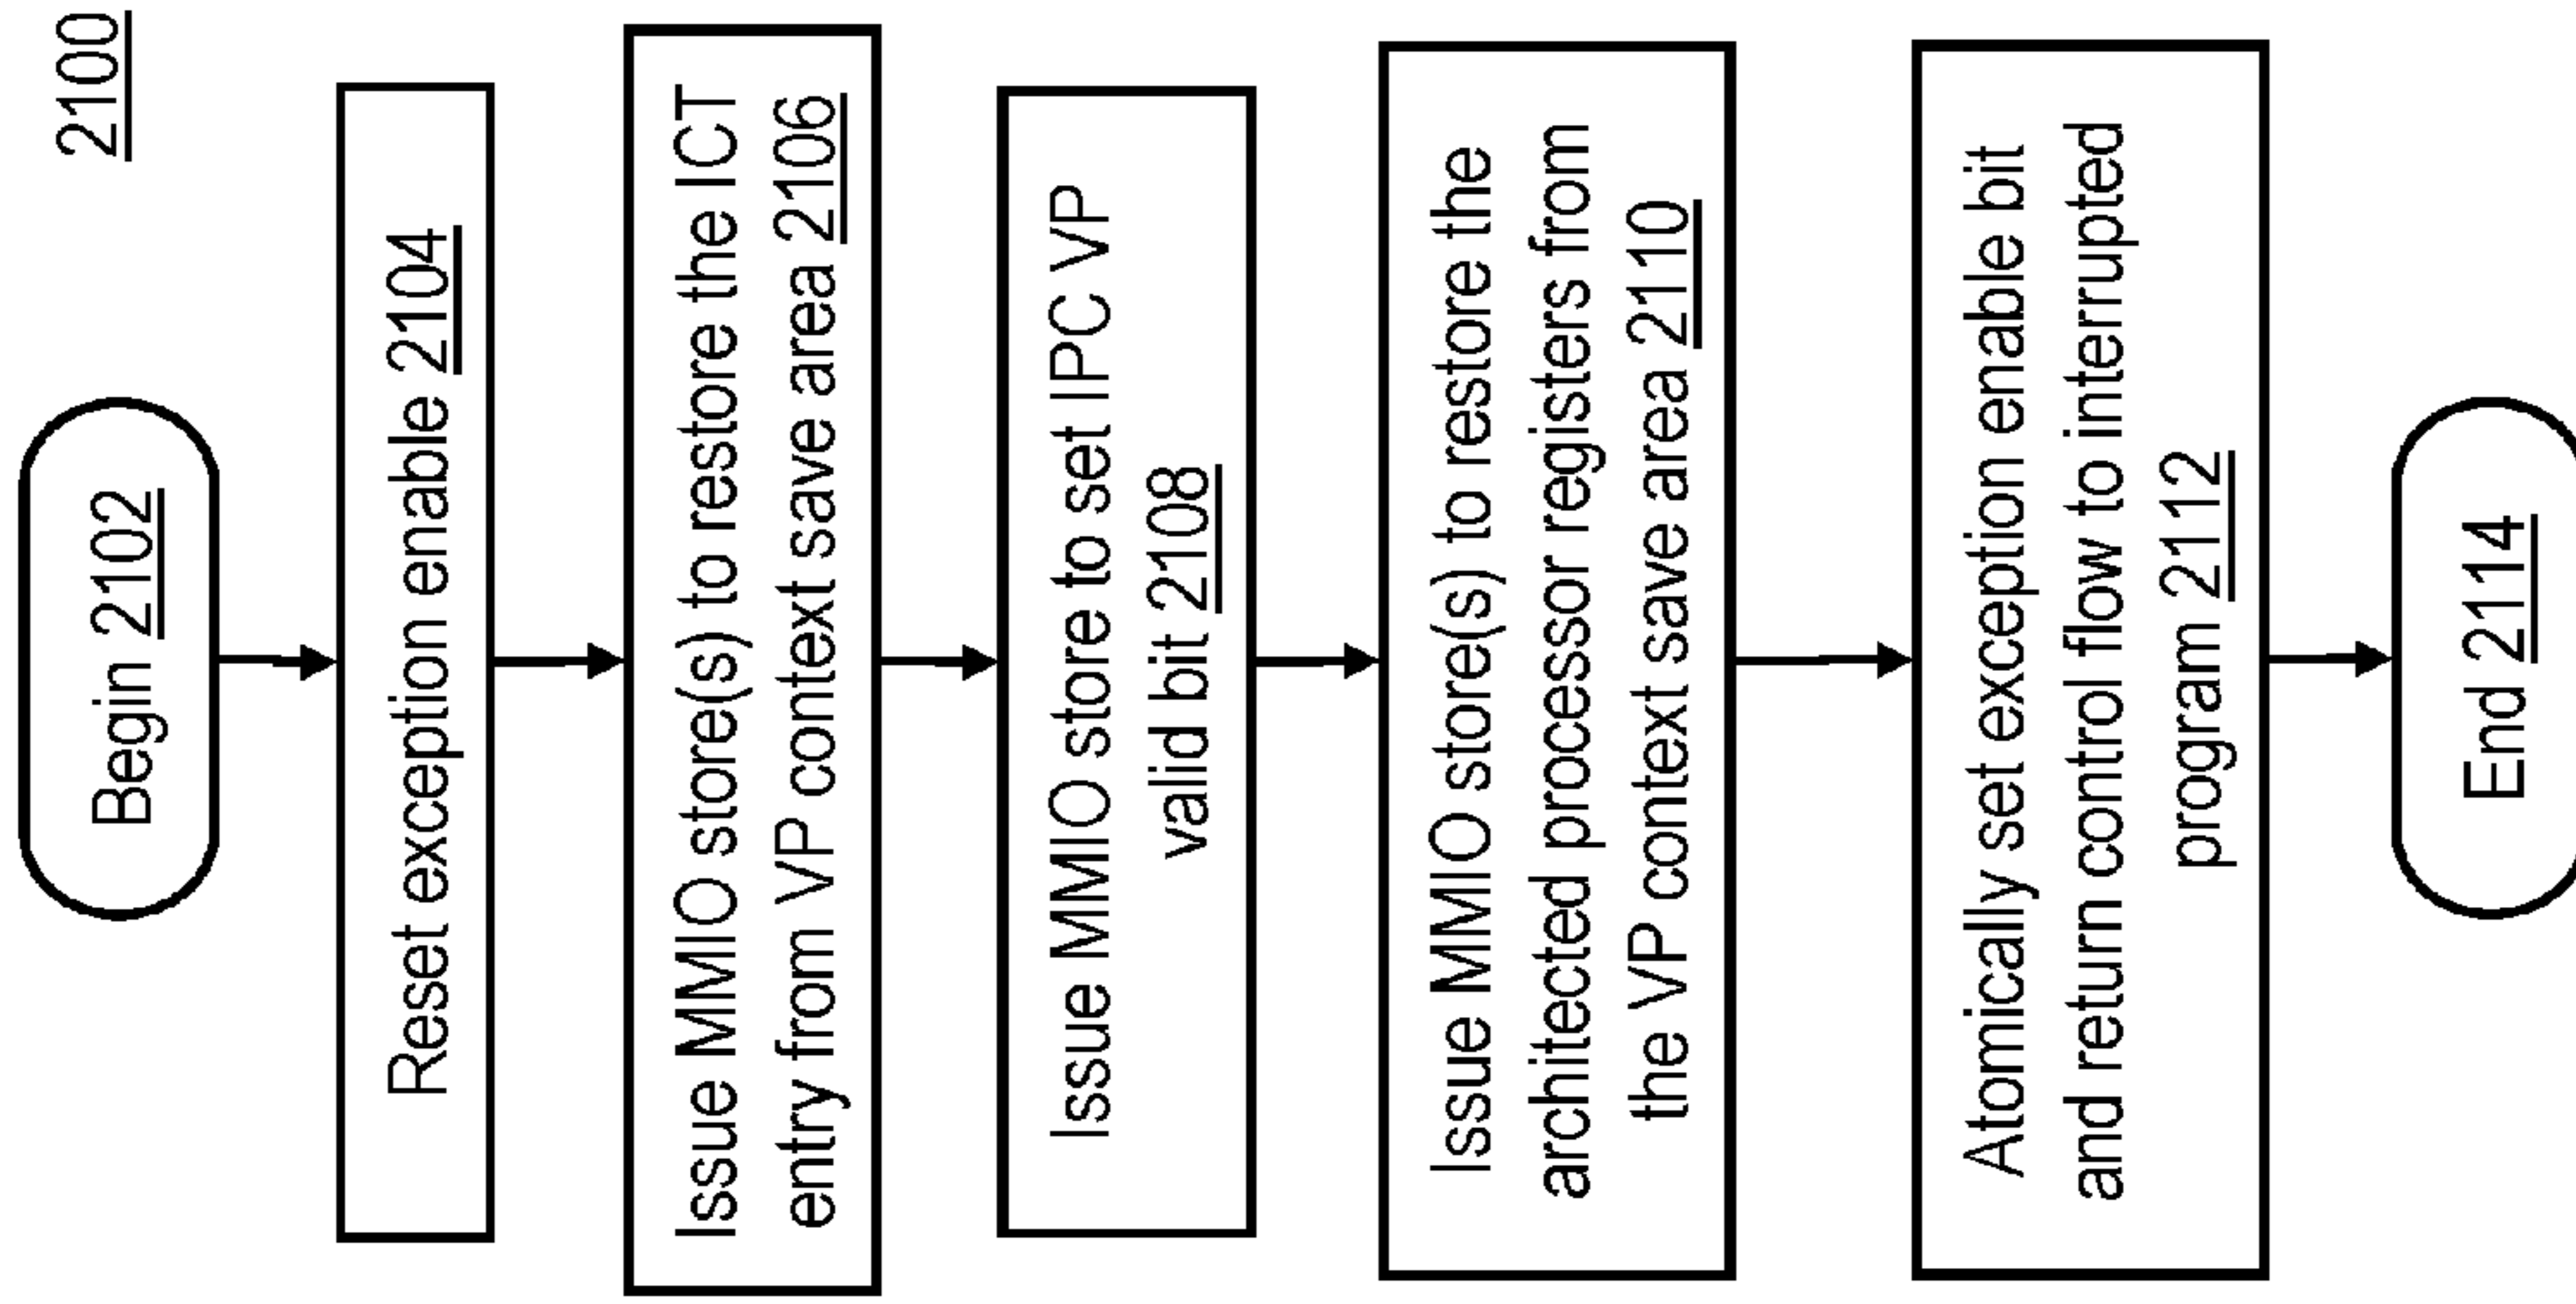 2100
Begin 2102
Reset exception enable 2104
Issue MMIO store(s) to restore the ICT
entry from VP context save area 2106
Issue MMIO store to set IPC VP
valid bit 2108
Issue MMIO store(s) to restore the
architected processor registers from
the VP context save area 2110
Atomically set exception enable bit
and return control flow to interrupted
program 2112
End 2114